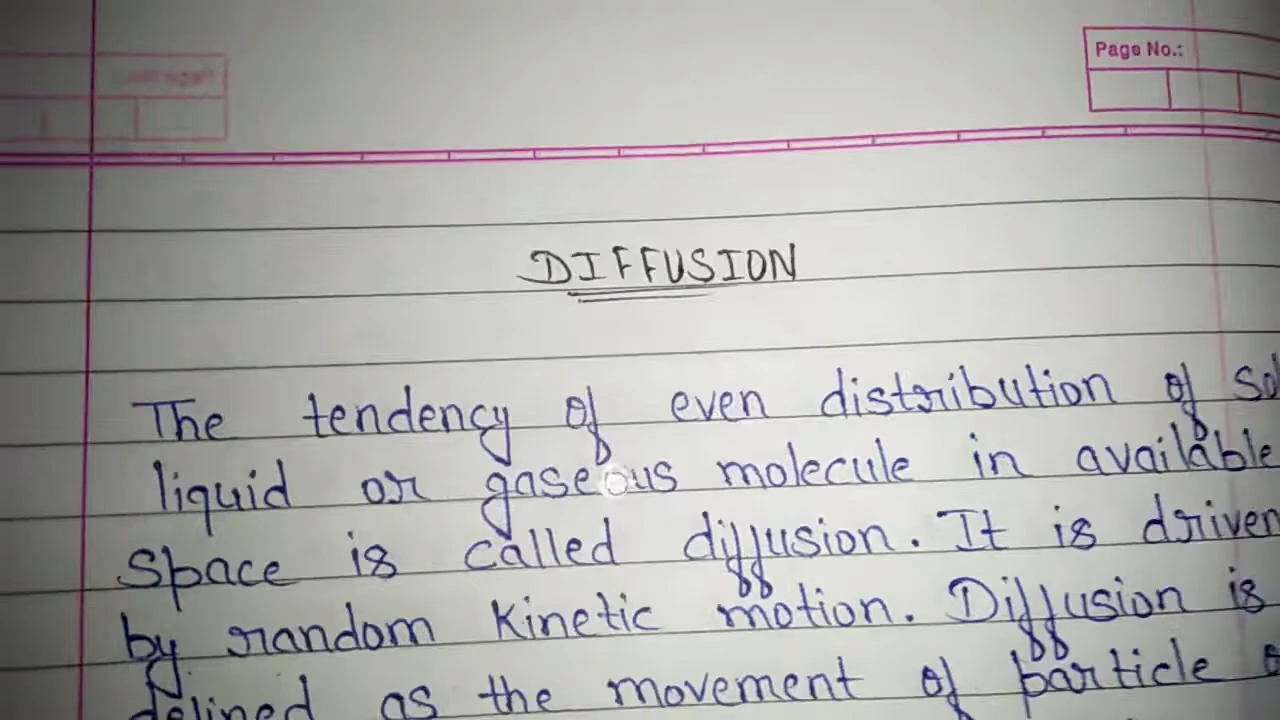 Page No.:
DIFFUSION
The tendency of even distribution of
liquid or gaseous molecule in available
space is called diffusion. It is driven
by random kinetic motion. Diffusion is
defined as the movement of particle